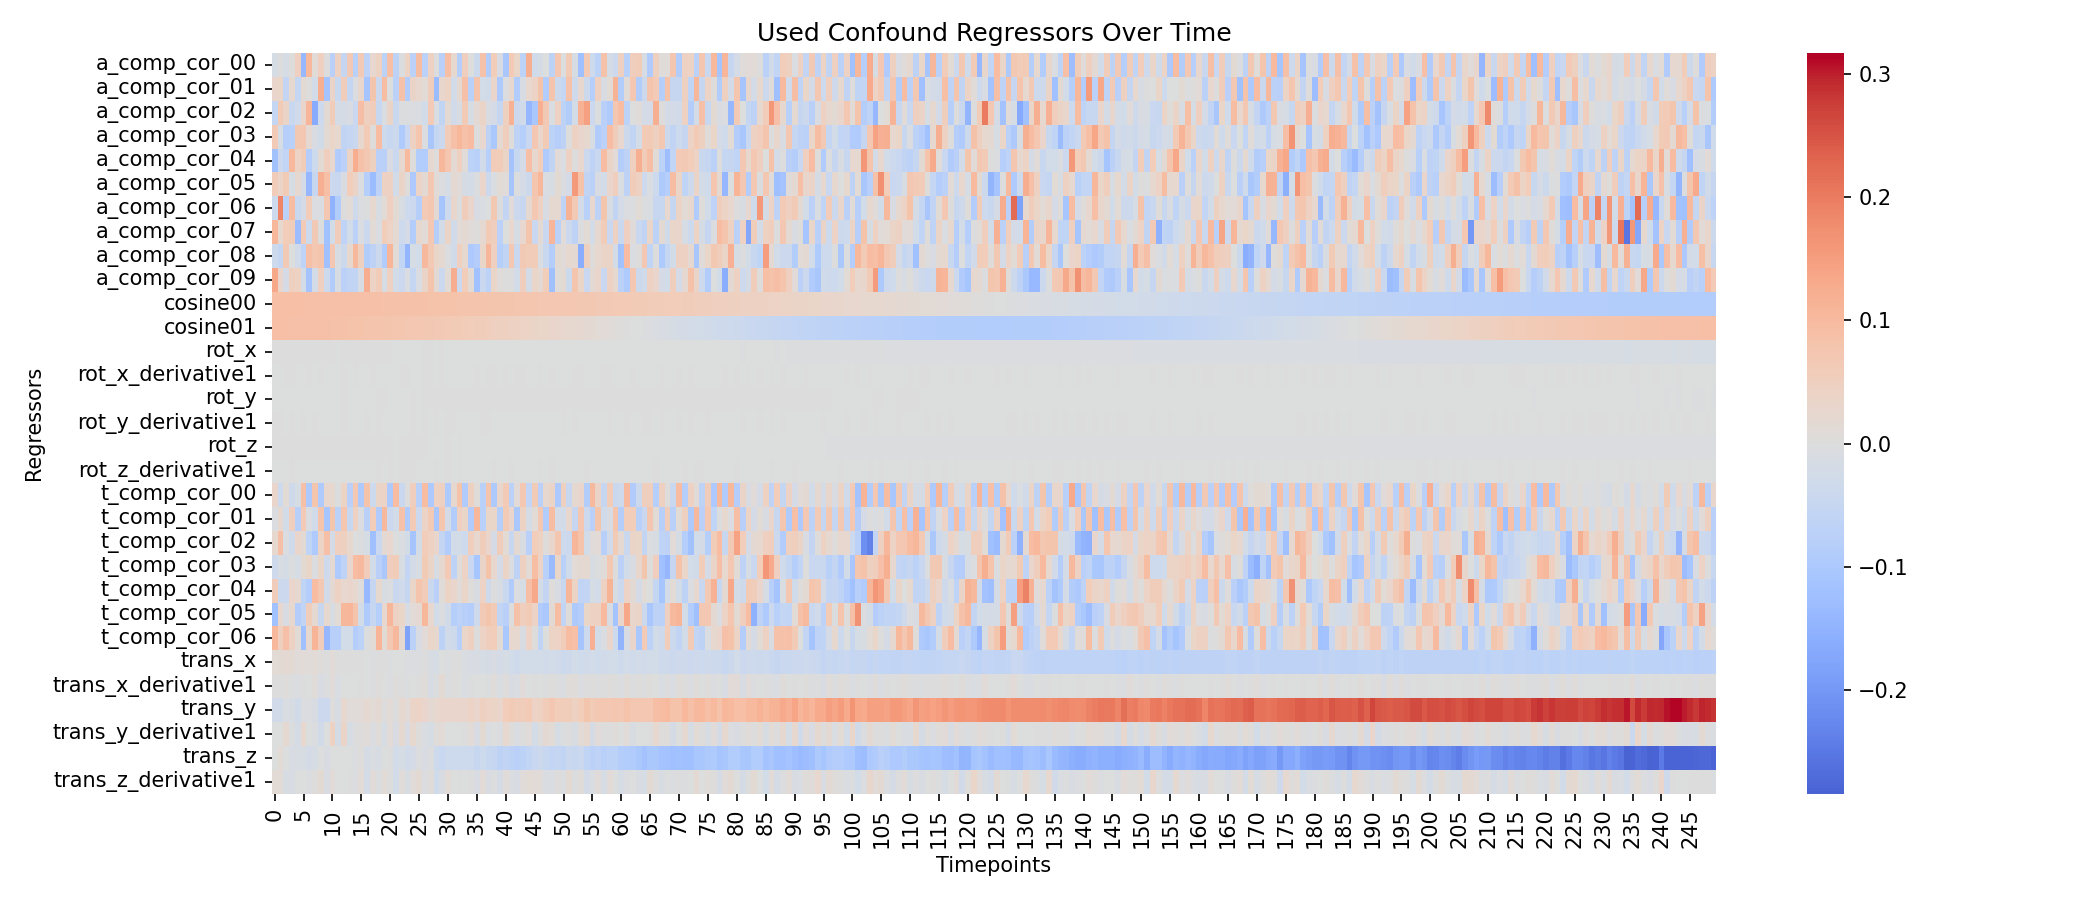 Used Confound Regressors Over Time
a_comp_cor_00
a_comp_cor_01
a_comp_cor_02
a_comp_cor_03
a_comp_cor_04
a_comp_cor_05
a_comp_cor_06
a_comp_cor_07
a_comp_cor_08
a_comp_cor_09
cosine00
cosine01
rot_x
rot_x_derivative1
rot_y
rot_y_derivative1
rot_z
rot_z_derivative1
t_comp_cor_00
t_comp_cor_01
t_comp_cor_02
t_comp_cor_03
t_comp_cor_04
t_comp_cor_05
t_comp_cor_06
trans_x
trans_x_derivative1
trans_y
trans_y_derivative1
trans_z
trans_z_derivative1
Regressors
0 5 10 15 20 25 30 35 40 45 50 55 60 65 70 75 80 85 90 95 100 105 110 115 120 125 130 135 140 145 150 155 160 165 170 175 180 185 190 195 200 205 210 215 220 225 230 235 240 245
Timepoints
0.3
0.2
0.1
0.0
−0.1
−0.2